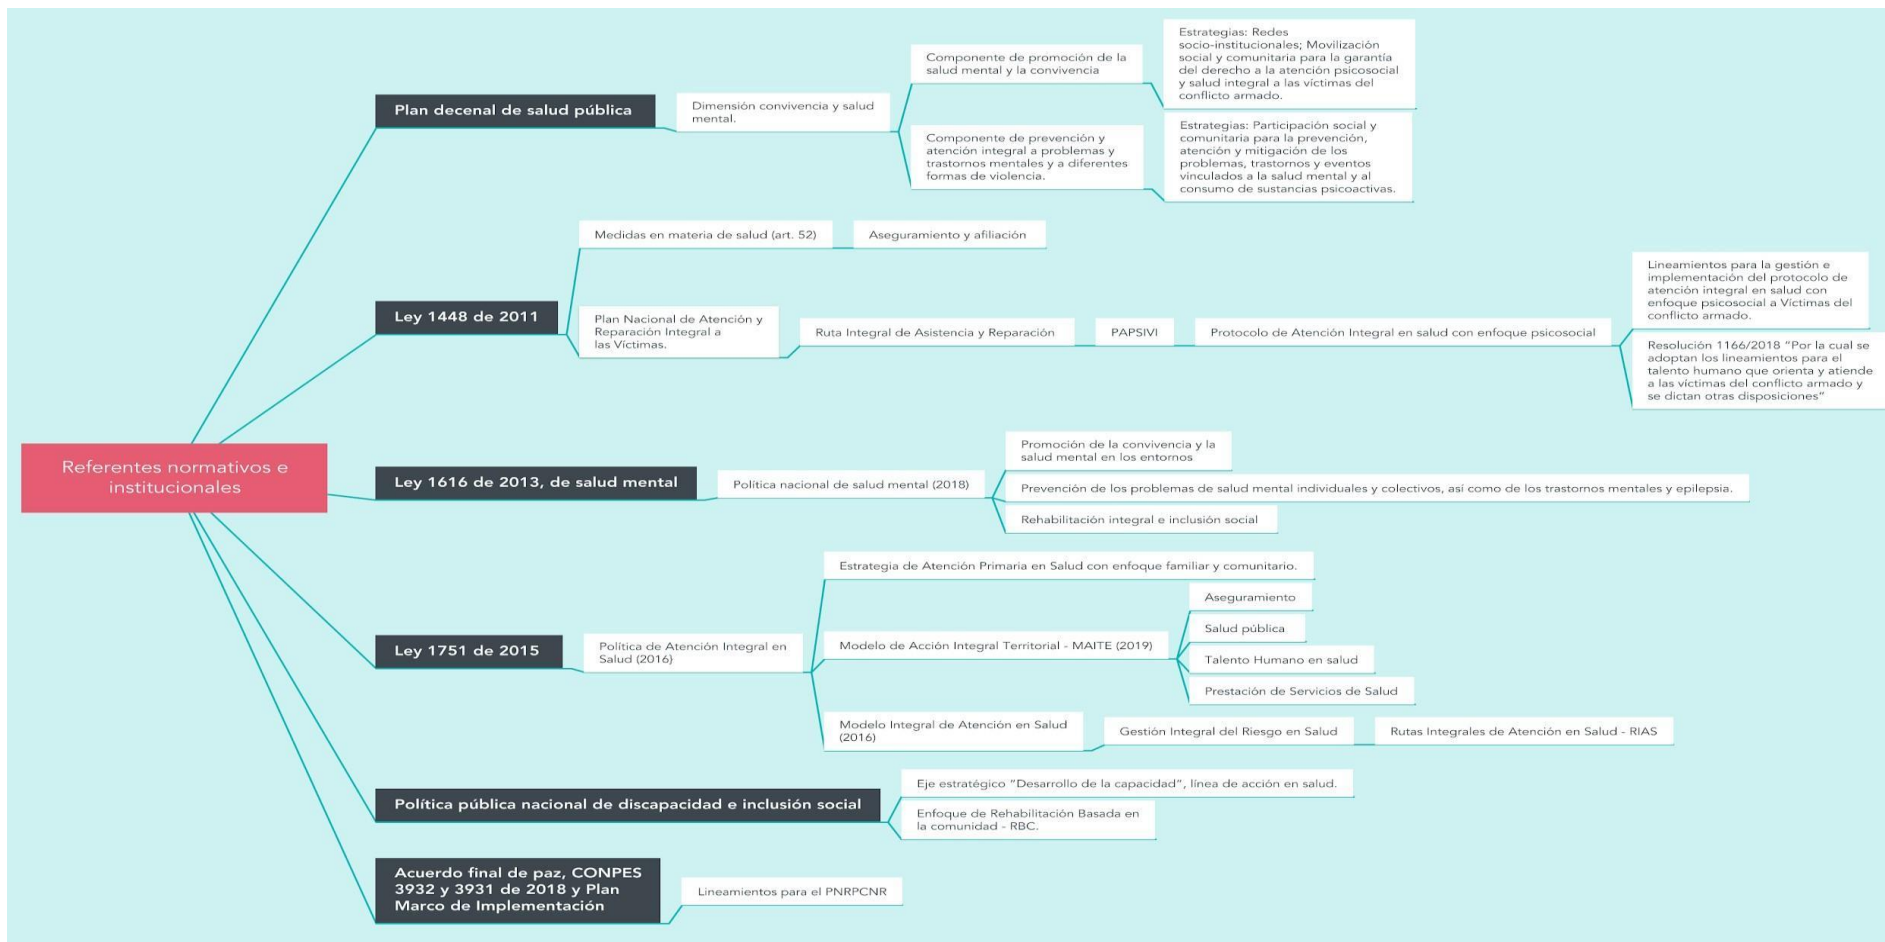 Referentes normativos e
institucionales
Plan decenal de salud pública
Dimensión convivencia y salud
mental.
Componente de promoción de la
salud mental y la convivencia
Estrategias: Redes
socio-institucionales; Movilización
social y comunitaria para la garantía
del derecho a la atención psicosocial
y salud integral a las víctimas del
conflicto armado.
Componente de prevención y
atención integral a problemas y
trastornos mentales y a diferentes
formas de violencia.
Estrategias: Participación social y
comunitaria para la prevención,
atención y mitigación de los
problemas, trastornos y eventos
vinculados a la salud mental y al
consumo de sustancias psicoactivas.
Ley 1448 de 2011
Medidas en materia de salud (art. 52)
Aseguramiento y afiliación
Plan Nacional de Atención y
Reparación Integral a
las Víctimas.
Ruta Integral de Asistencia y Reparación
PAPSIVI
Protocolo de Atención Integral en salud con enfoque psicosocial
Lineamientos para la gestión e
implementación del protocolo de
atención integral en salud con
enfoque psicosocial a Víctimas del
conflicto armado.
Resolución 1166/2018 "Por la cual se
adoptan los lineamientos para el
talento humano que orienta y atiende
a las víctimas del conflicto armado y
se dictan otras disposiciones"
Ley 1616 de 2013, de salud mental
Política nacional de salud mental (2018)
Promoción de la convivencia y la
salud mental en los entornos
Prevención de los problemas de salud mental individuales y colectivos, así como de los trastornos mentales y epilepsia.
Rehabilitación integral e inclusión social
Ley 1751 de 2015
Política de Atención Integral en
Salud (2016)
Estrategia de Atención Primaria en Salud con enfoque familiar y comunitario.
Modelo de Acción Integral Territorial - MAITE (2019)
Aseguramiento
Salud pública
Talento Humano en salud
Prestación de Servicios de Salud
Modelo Integral de Atención en Salud
(2016)
Gestión Integral del Riesgo en Salud
Rutas Integrales de Atención en Salud - RIAS
Política pública nacional de discapacidad e inclusión social
Eje estratégico "Desarrollo de la capacidad", línea de acción en salud.
Enfoque de Rehabilitación Basada en
la comunidad - RBC.
Acuerdo final de paz, CONPES
3932 y 3931 de 2018 y Plan
Marco de Implementación
Lineamientos para el PNRPCNR